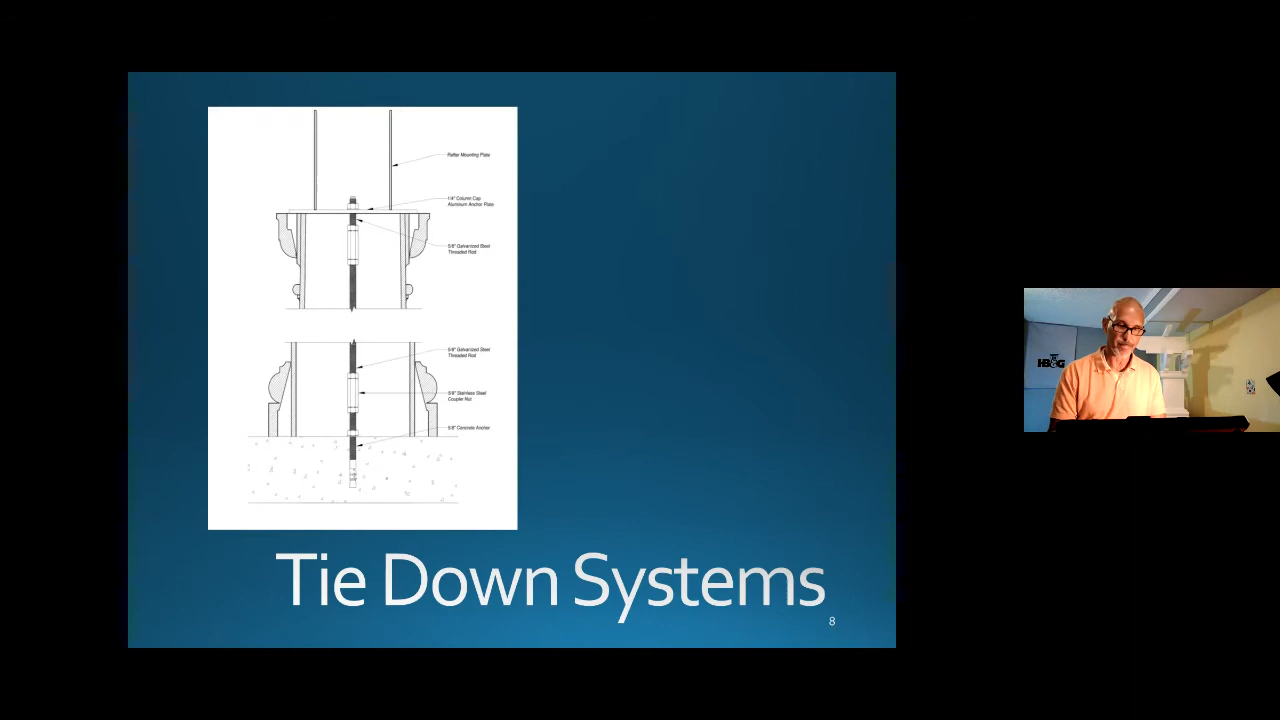 Rafter Mounting Plate
1/4" Column Cap
Aluminum Anchor Plate
5/8" Galvanized Steel
Threaded Rod
5/8" Galvanized Steel
Threaded Rod
5/8" Stainless Steel
Coupler Nut
5/8" Concrete Anchor
HB&G
Tie Down Systems
8